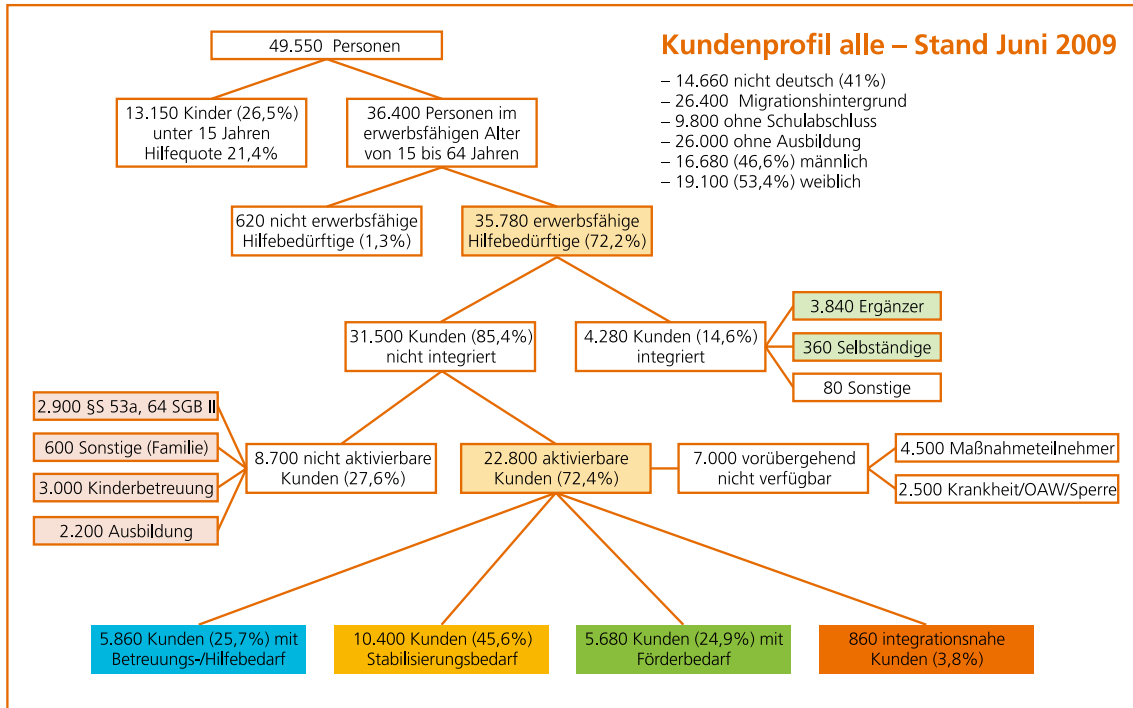 49.550 Personen
Kundenprofil alle – Stand Juni 2009
– 14.660 nicht deutsch (41%)
– 26.400 Migrationshintergrund
– 9.800 ohne Schulabschluss
– 26.000 ohne Ausbildung
– 16.680 (46,6%) männlich
– 19.100 (53,4%) weiblich
13.150 Kinder (26,5%)
unter 15 Jahren
Hilfequote 21,4%
36.400 Personen im
erwerbsfähigen Alter
von 15 bis 64 Jahren
620 nicht erwerbsfähige
Hilfebedürftige (1,3%)
35.780 erwerbsfähige
Hilfebedürftige (72,2%)
31.500 Kunden (85,4%)
nicht integriert
4.280 Kunden (14,6%)
integriert
3.840 Ergänzer
360 Selbständige
80 Sonstige
2.900 §S 53a, 64 SGB II
600 Sonstige (Familie)
3.000 Kinderbetreuung
2.200 Ausbildung
8.700 nicht aktivierbare
Kunden (27,6%)
22.800 aktivierbare
Kunden (72,4%)
7.000 vorübergehend
nicht verfügbar
4.500 Maßnahmeteilnehmer
2.500 Krankheit/OAW/Sperre
5.860 Kunden (25,7%) mit
Betreuungs-/Hilfebedarf
10.400 Kunden (45,6%)
Stabilisierungsbedarf
5.680 Kunden (24,9%) mit
Förderbedarf
860 integrationsnahe
Kunden (3,8%)